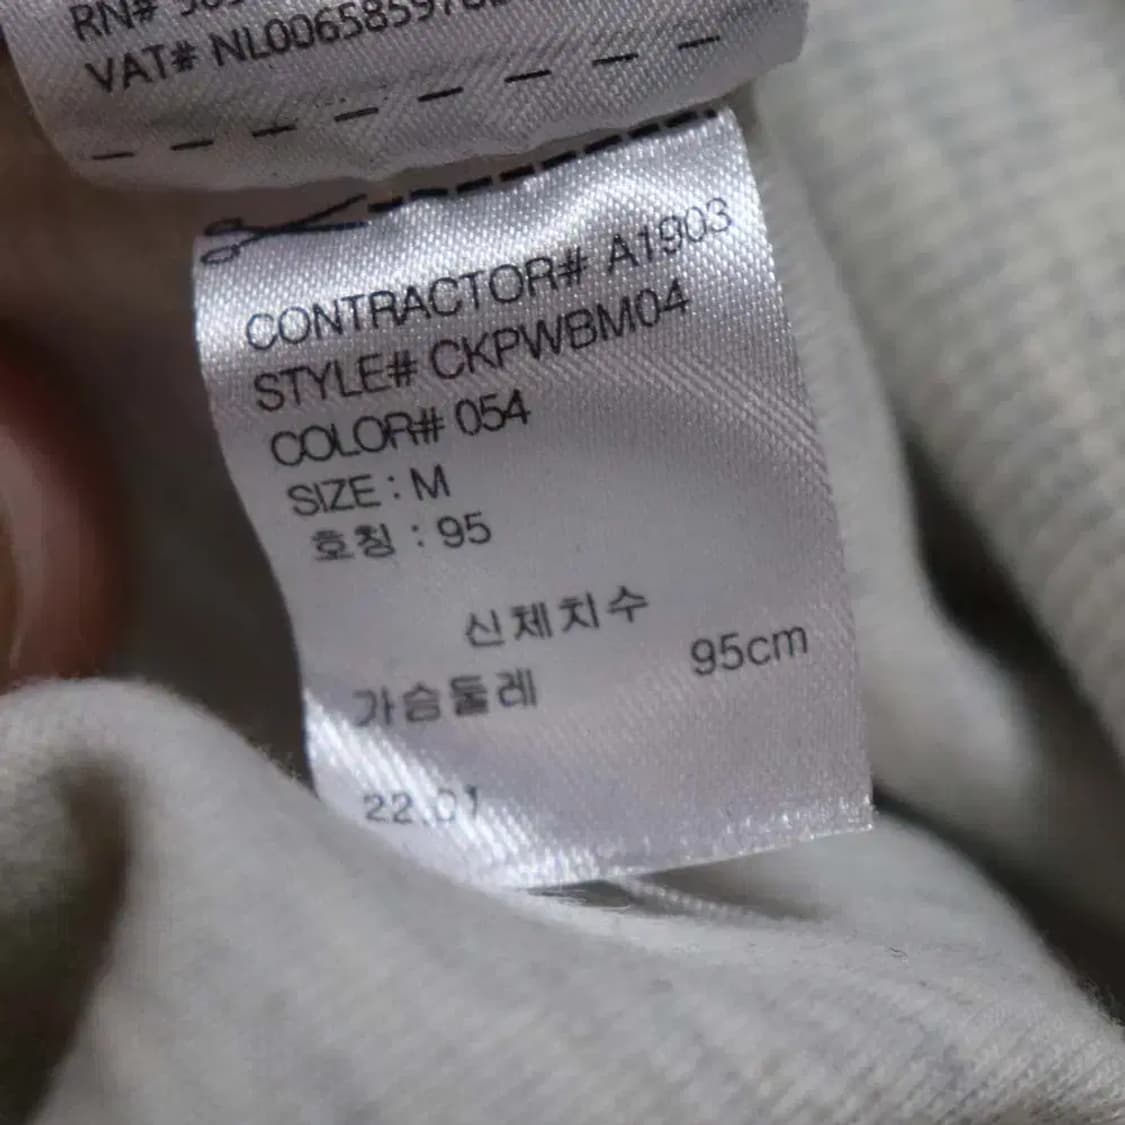 RN#
VAT#
CONTRACTOR# A1903
STYLE# CKPWBM04
COLOR# 054
SIZE : M
호칭 : 95
신체치수
가슴둘레 95cm
22.01